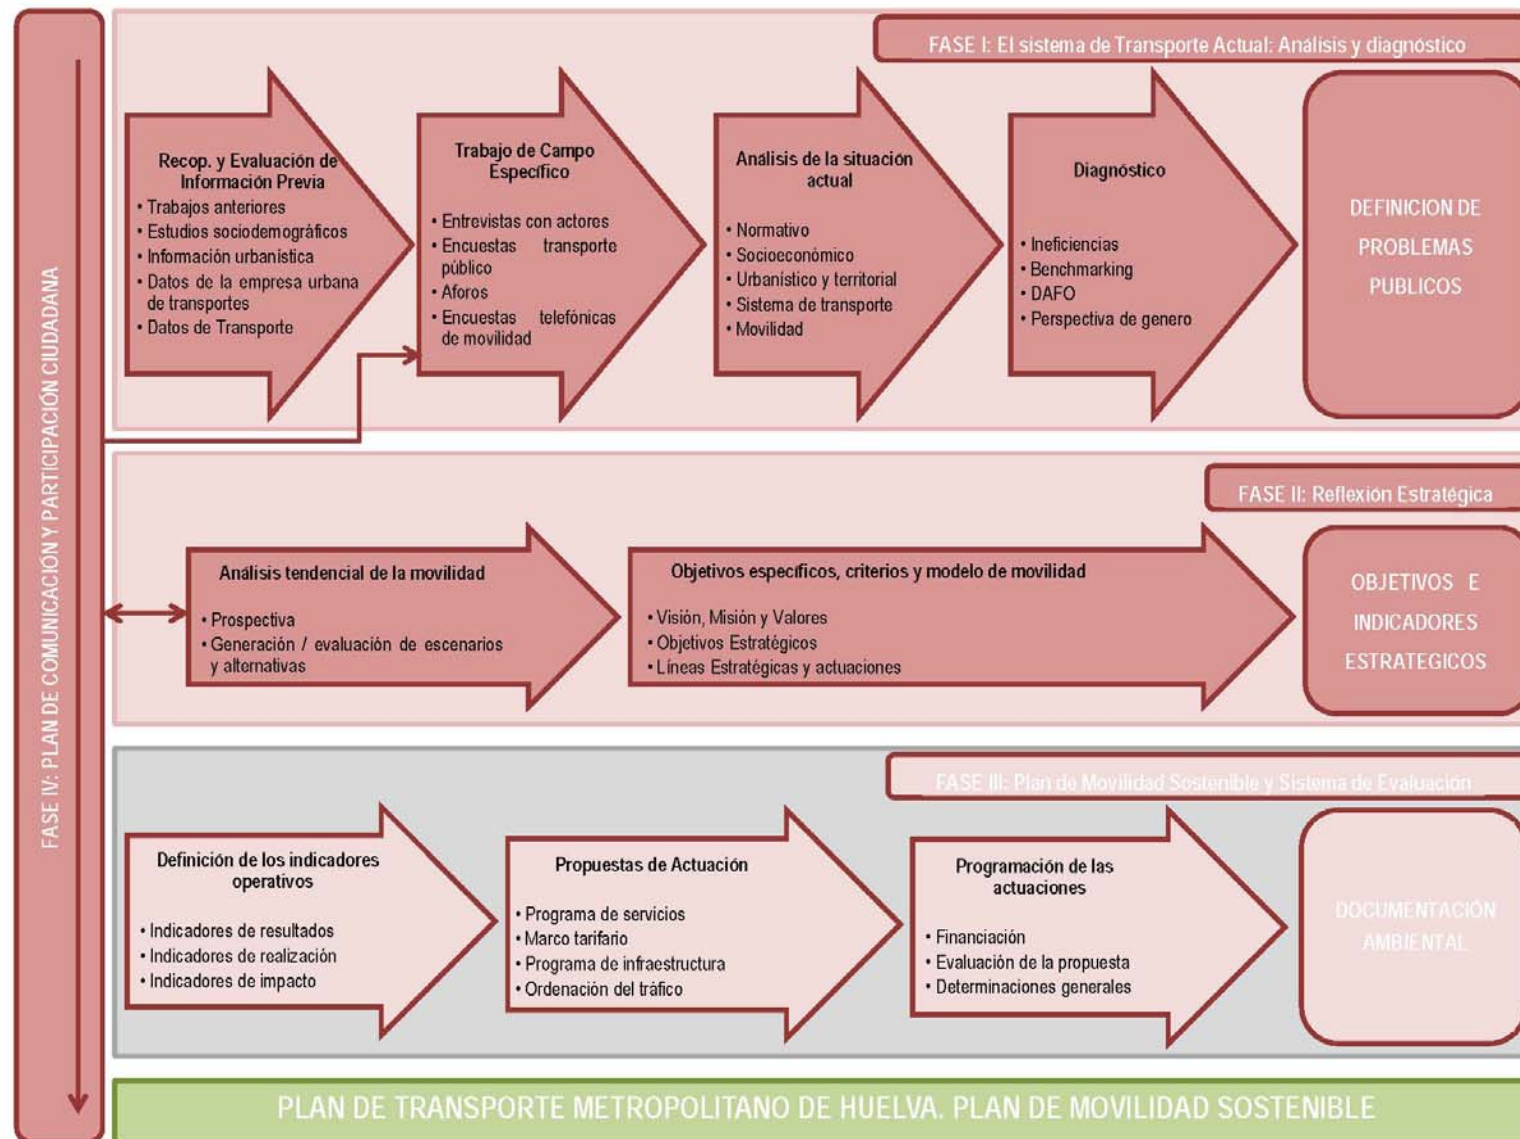 FASE IV: PLAN DE COMUNICACIÓN Y PARTICIPACIÓN CIUDADANA
FASE I: El sistema de Transporte Actual: Análisis y diagnóstico
Recop. y Evaluación de
Información Previa
• Trabajos anteriores
• Estudios sociodemográficos
• Información urbanística
• Datos de la empresa urbana
de transportes
• Datos de Transporte
Trabajo de Campo
Específico
• Entrevistas con actores
• Encuestas transporte
público
• Aforos
• Encuestas telefónicas
de movilidad
Análisis de la situación
actual
• Normativo
• Socioeconómico
• Urbanístico y territorial
• Sistema de transporte
• Movilidad
Diagnóstico
• Ineficiencias
• Benchmarking
• DAFO
• Perspectiva de genero
DEFINICION DE
PROBLEMAS
PUBLICOS
FASE II: Reflexión Estratégica
Análisis tendencial de la movilidad
• Prospectiva
• Generación / evaluación de escenarios
y alternativas
Objetivos específicos, criterios y modelo de movilidad
• Visión, Misión y Valores
• Objetivos Estratégicos
• Líneas Estratégicas y actuaciones
OBJETIVOS E
INDICADORES
ESTRATEGICOS
FASE III: Plan de Movilidad Sostenible y Sistema de Evaluación
Definición de los indicadores
operativos
• Indicadores de resultados
• Indicadores de realización
• Indicadores de impacto
Propuestas de Actuación
• Programa de servicios
• Marco tarifario
• Programa de infraestructura
• Ordenación del tráfico
Programación de las
actuaciones
• Financiación
• Evaluación de la propuesta
• Determinaciones generales
DOCUMENTACIÓN
AMBIENTAL
PLAN DE TRANSPORTE METROPOLITANO DE HUELVA. PLAN DE MOVILIDAD SOSTENIBLE